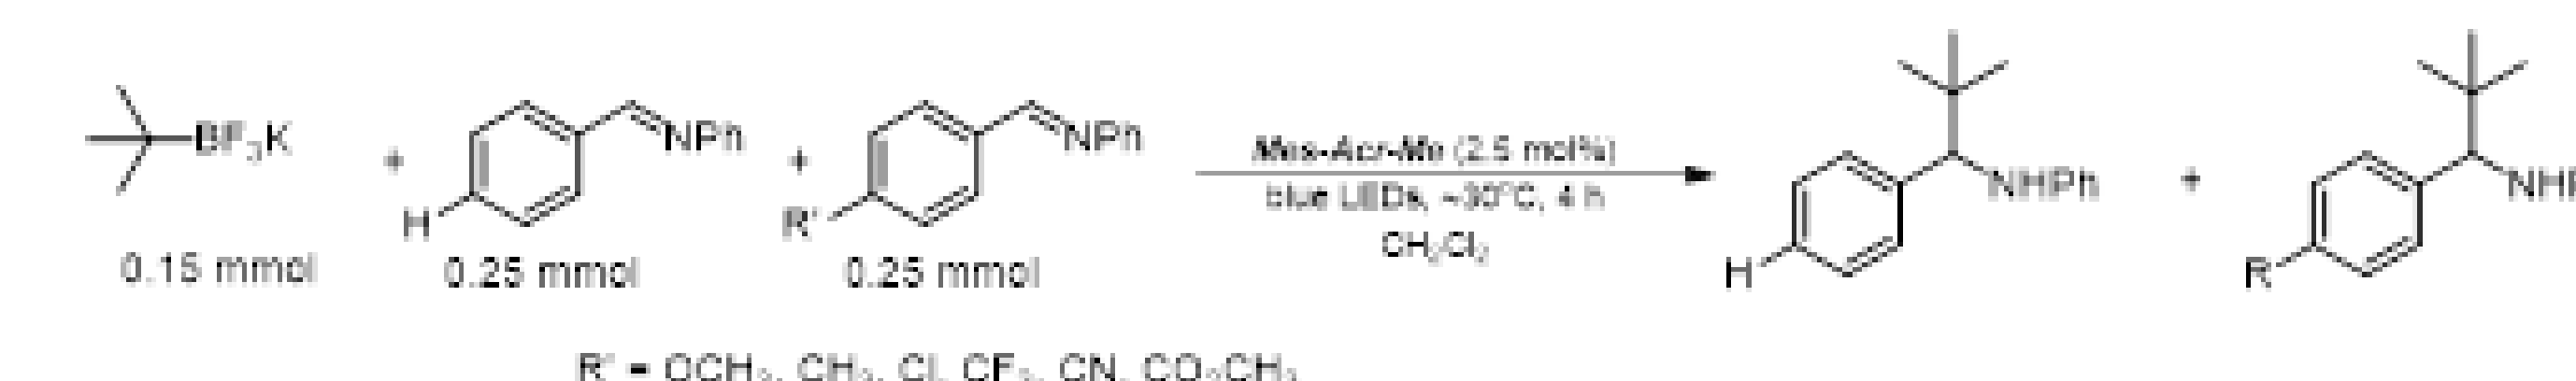 BF3K + NPh + NPh Mes-Acr-Me (2.5 mol%) NHPh + NHP
H R' blue LEDs, ~30°C, 4 h H R
0.15 mmol 0.25 mmol 0.25 mmol CH2Cl2
R' = OCH3, CH3, Cl, CF3, CN, CO2CH3